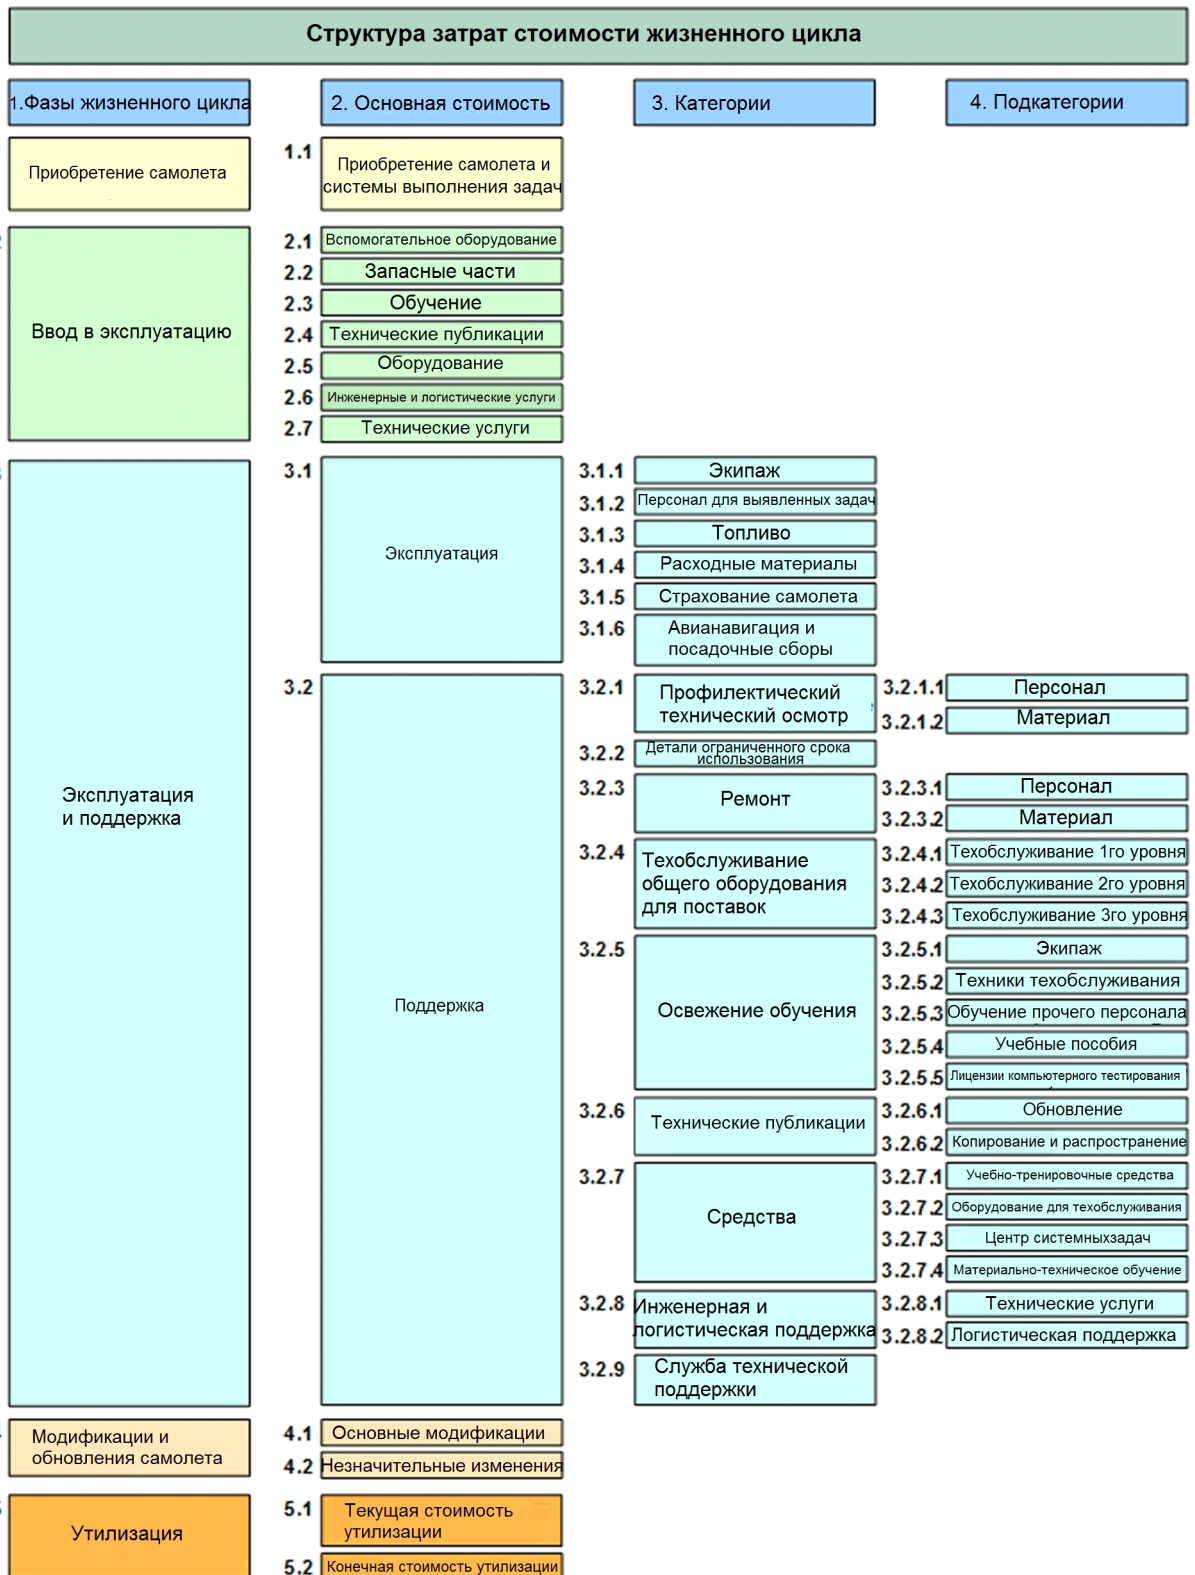 Структура затрат стоимости жизненного цикла
1.Фазы жизненного цикла
2. Основная стоимость
3. Категории
4. Подкатегории
Приобретение самолета
1.1
Приобретение самолета и
системы выполнения задач
Ввод в эксплуатацию
2.1
Вспомогательное оборудование
2.2
Запасные части
2.3
Обучение
2.4
Технические публикации
2.5
Оборудование
2.6
Инженерные и логистические услуги
2.7
Технические услуги
Эксплуатация
и поддержка
3.1
Эксплуатация
3.1.1
Экипаж
3.1.2
Персонал для выявленных задач
3.1.3
Топливо
3.1.4
Расходные материалы
3.1.5
Страхование самолета
3.1.6
Авианавигация и
посадочные сборы
3.2
Поддержка
3.2.1
Профилектический
технический осмотр
3.2.1.1
Персонал
3.2.1.2
Материал
3.2.2
Детали ограниченного срока
использования
3.2.3
Ремонт
3.2.3.1
Персонал
3.2.3.2
Материал
3.2.4
Техобслуживание
общего оборудования
для поставок
3.2.4.1
Техобслуживание 1го уровня
3.2.4.2
Техобслуживание 2го уровня
3.2.4.3
Техобслуживание 3го уровня
3.2.5
Освежение обучения
3.2.5.1
Экипаж
3.2.5.2
Техники техобслуживания
3.2.5.3
Обучение прочего персонала
3.2.5.4
Учебные пособия
3.2.5.5
Лицензии компьютерного тестирования
3.2.6
Технические публикации
3.2.6.1
Обновление
3.2.6.2
Копирование и распространение
3.2.7
Средства
3.2.7.1
Учебно-тренировочные средства
3.2.7.2
Оборудование для техобслуживания
3.2.7.3
Центр системныхзадач
3.2.7.4
Материально-техническое обучение
3.2.8
Инженерная и
логистическая поддержка
3.2.8.1
Технические услуги
3.2.8.2
Логистическая поддержка
3.2.9
Служба технической
поддержки
Модификации и
обновления самолета
4.1
Основные модификации
4.2
Незначительные изменения
Утилизация
5.1
Текущая стоимость
утилизации
5.2
Конечная стоимость утилизации